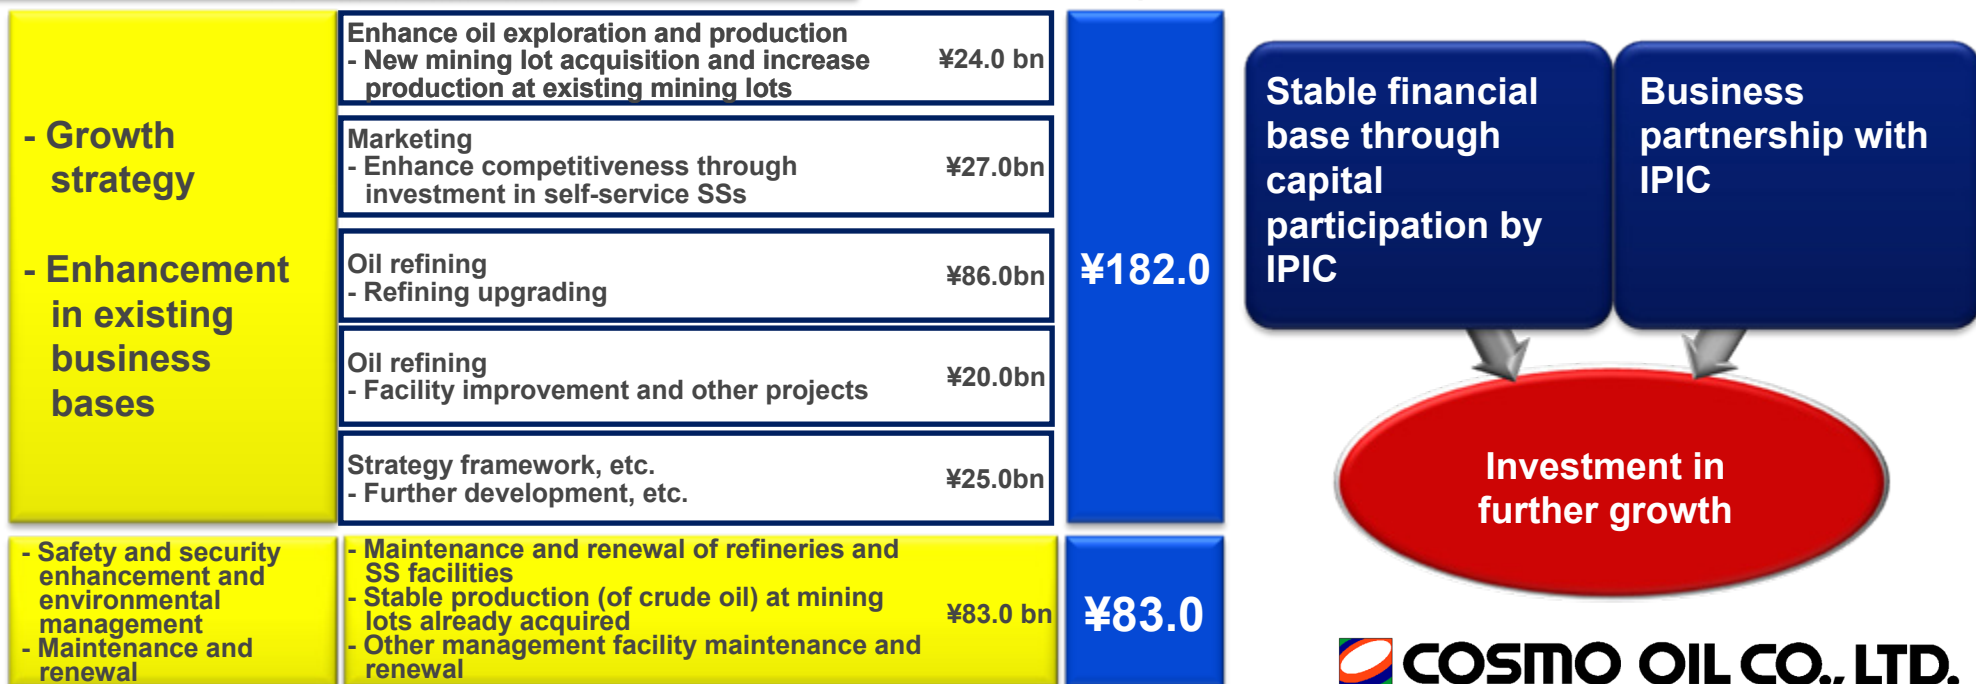 - Growth
strategy
- Enhancement
in existing
business
bases
Enhance oil exploration and production
- New mining lot acquisition and increase
production at existing mining lots
¥24.0 bn
Marketing
- Enhance competitiveness through
investment in self-service SSs
¥27.0bn
Oil refining
- Refining upgrading
¥86.0bn
Oil refining
- Facility improvement and other projects
¥20.0bn
Strategy framework, etc.
- Further development, etc.
¥25.0bn
¥182.0
- Safety and security
enhancement and
environmental
management
- Maintenance and
renewal
- Maintenance and renewal of refineries and
SS facilities
- Stable production (of crude oil) at mining
lots already acquired
- Other management facility maintenance and
renewal
¥83.0 bn
¥83.0
Stable financial
base through
capital
participation by
IPIC
Business
partnership with
IPIC
Investment in
further growth
COSMO OIL CO., LTD.